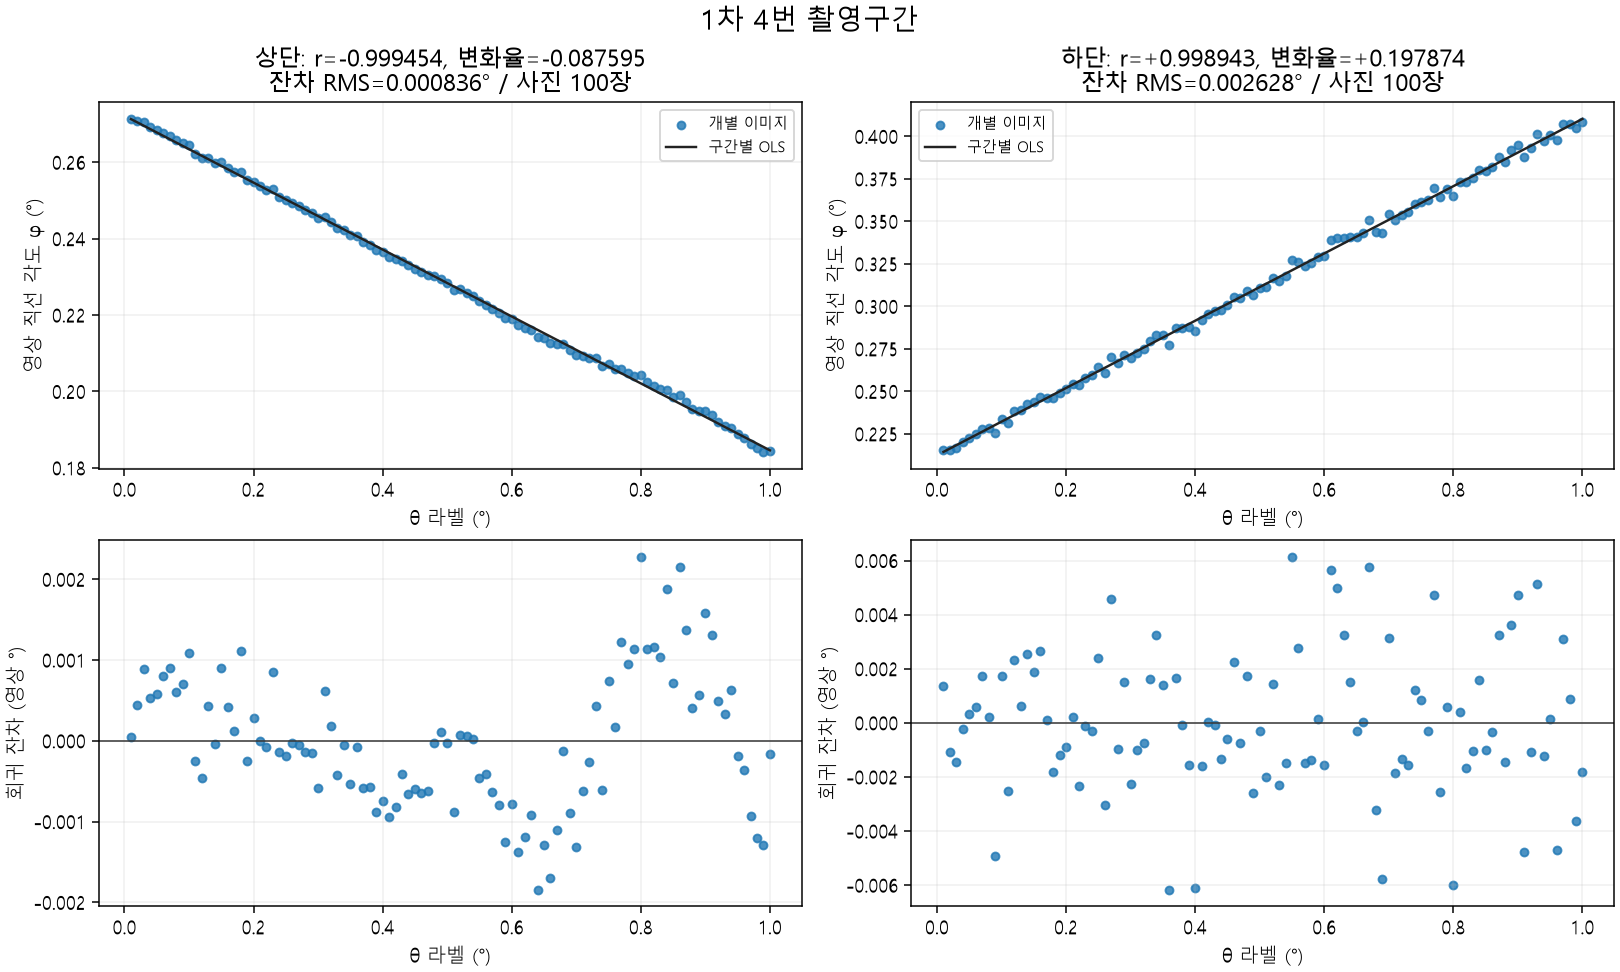 1차 4번 촬영구간
상단: r=-0.999454, 변화율=-0.087595
잔차 RMS=0.000836° / 사진 100장
개별 이미지
구간별 OLS
영상 직선 각도 φ (°)
0.26
0.24
0.22
0.20
0.18
0.0 0.2 0.4 0.6 0.8 1.0
θ 라벨 (°)
하단: r=+0.998943, 변화율=+0.197874
잔차 RMS=0.002628° / 사진 100장
개별 이미지
구간별 OLS
영상 직선 각도 φ (°)
0.400
0.375
0.350
0.325
0.300
0.275
0.250
0.225
0.0 0.2 0.4 0.6 0.8 1.0
θ 라벨 (°)
회귀 잔차 (영상 °)
0.002
0.001
0.000
-0.001
-0.002
0.0 0.2 0.4 0.6 0.8 1.0
θ 라벨 (°)
회귀 잔차 (영상 °)
0.006
0.004
0.002
0.000
-0.002
-0.004
-0.006
0.0 0.2 0.4 0.6 0.8 1.0
θ 라벨 (°)